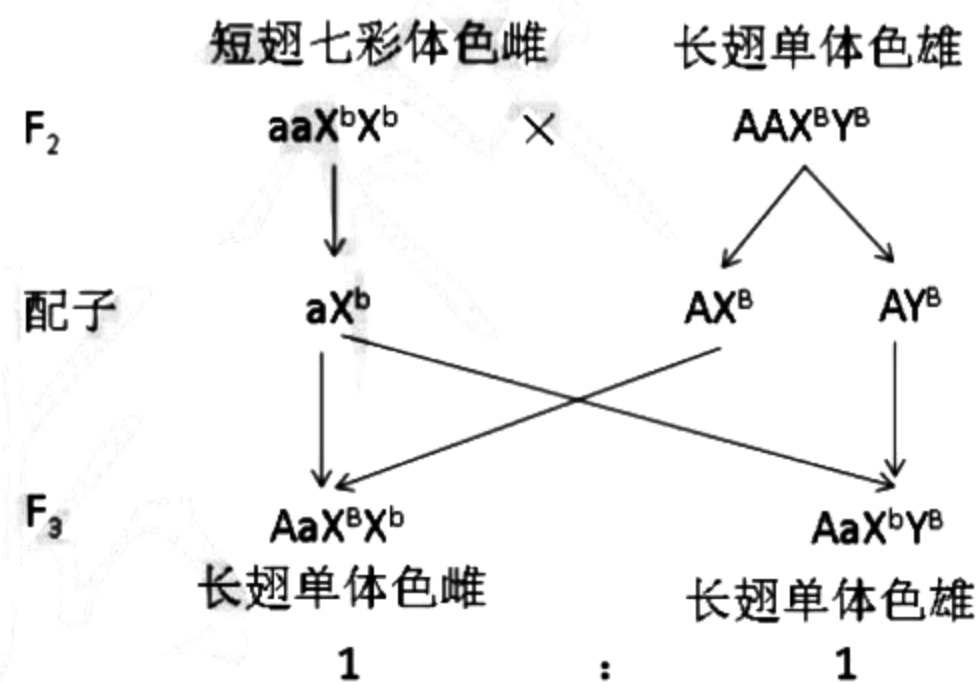 短翅七彩体色雌 长翅单体色雄
F₂ aaXᵇXᵇ × AAXᴮYᴮ
配子 aXᵇ AXᴮ AYᴮ
F₃ AaXᴮXᵇ AaXᵇYᴮ
长翅单体色雌 长翅单体色雄
1 : 1